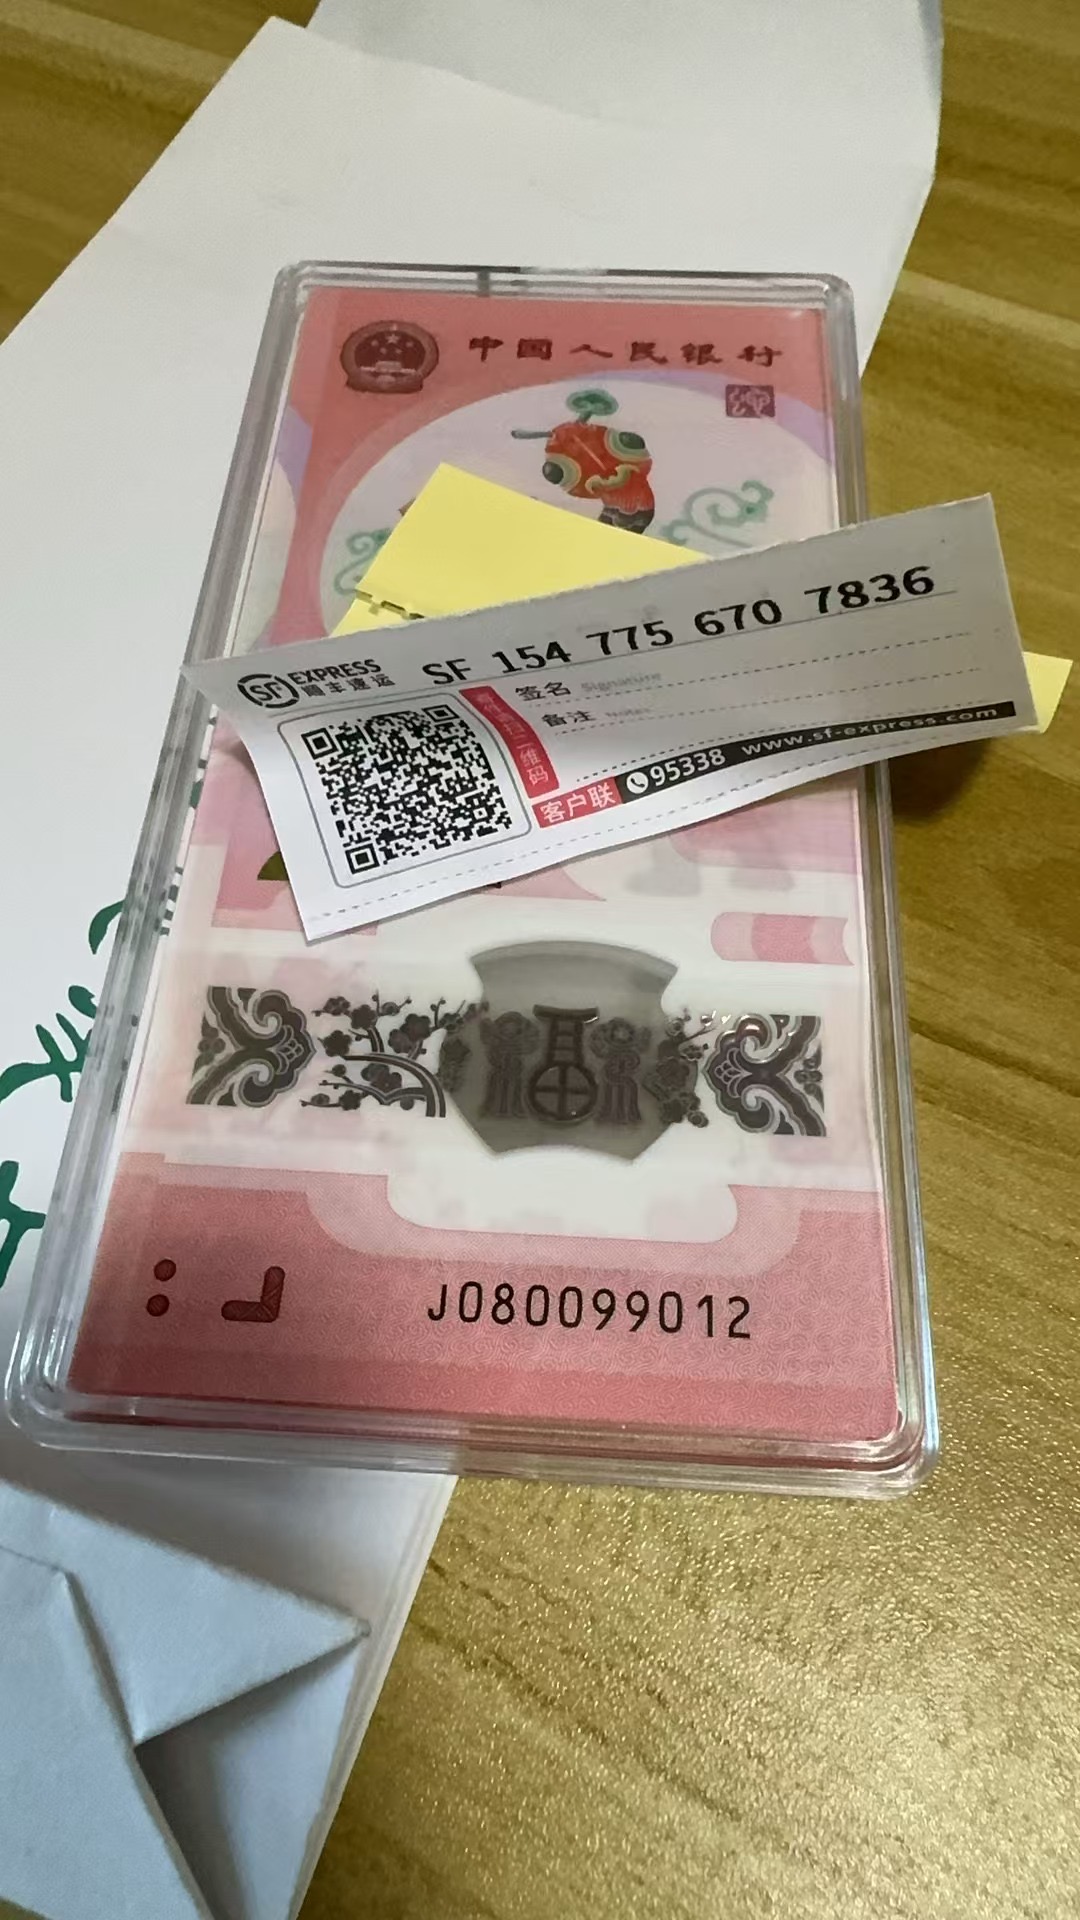 中国人民银行
SF EXPRESS
顺丰速运
SF 154 775 670 7836
签名 Signature
备注 Notes
客户联 95338 www.sf-express.com
J080099012